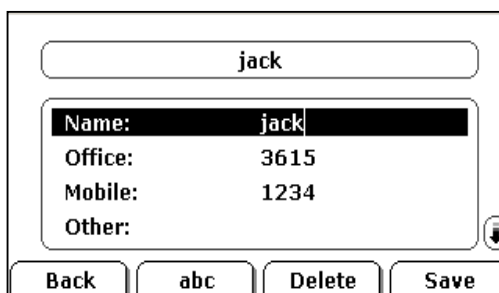 jack
Name: jack
Office: 3615
Mobile: 1234
Other:
Back abc Delete Save